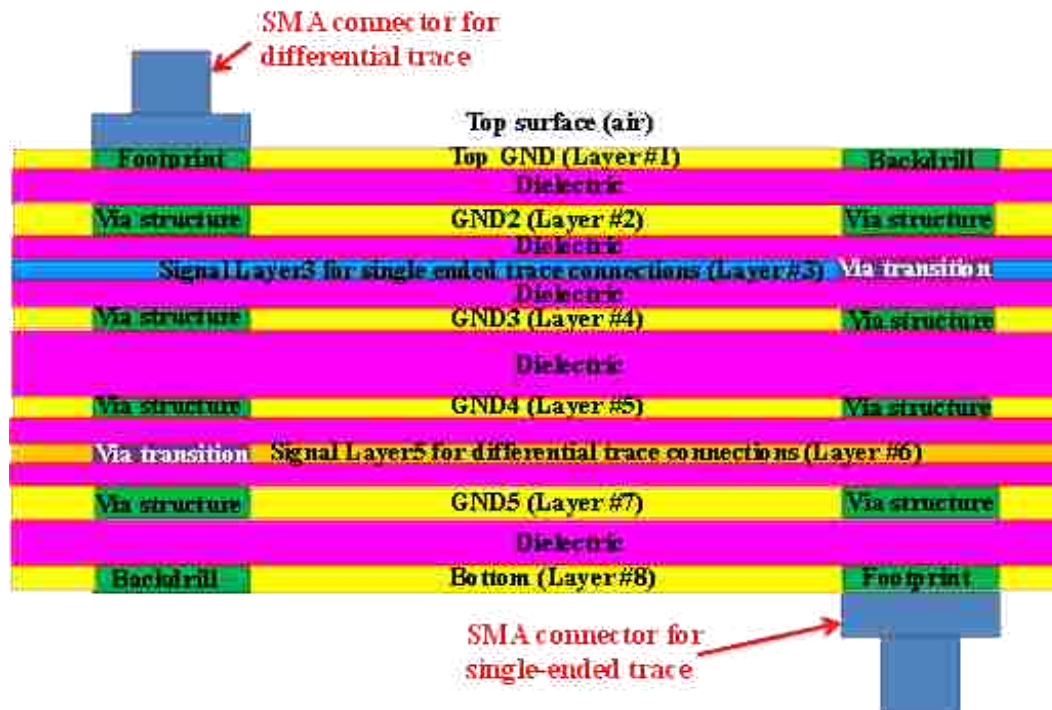 SMA connector for
differential trace
Top surface (air)
Footprint Top GND (Layer #1) Backdrill
Dielectric
Via structure GND2 (Layer #2) Via structure
Dielectric
Signal Layer3 for single ended trace connections (Layer #3) Via transition
Dielectric
Via structure GND3 (Layer #4) Via structure
Dielectric
Via structure GND4 (Layer #5) Via structure
Via transition Signal Layer5 for differential trace connections (Layer #6)
Via structure GND5 (Layer #7) Via structure
Dielectric
Backdrill Bottom (Layer #8) Footprint
SMA connector for
single-ended trace